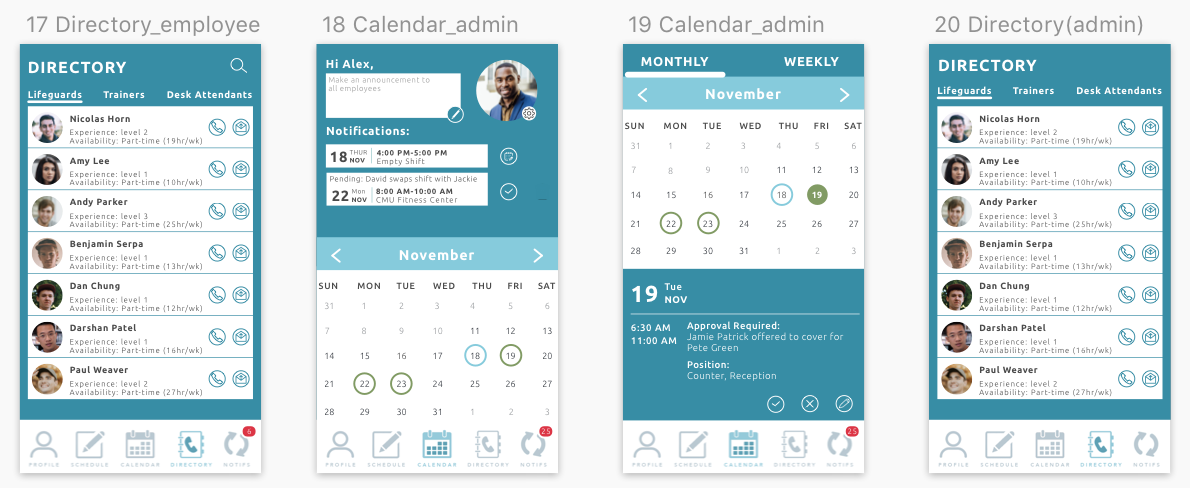 17 Directory_employee
DIRECTORY
Lifeguards Trainers Desk Attendants
Nicolas Horn
Experience: level 2
Availability: Part-time (19hr/wk)
Amy Lee
Experience: level 1
Availability: Part-time (10hr/wk)
Andy Parker
Experience: level 3
Availability: Part-time (25hr/wk)
Benjamin Serpa
Experience: level 1
Availability: Part-time (13hr/wk)
Dan Chung
Experience: level 1
Availability: Part-time (12hr/wk)
Darshan Patel
Experience: level 1
Availability: Part-time (16hr/wk)
Paul Weaver
Experience: level 2
Availability: Part-time (27hr/wk)
6
PROFILE SCHEDULE CALENDAR DIRECTORY NOTIFS
18 Calendar_admin
Hi Alex,
Make an announcement to
all employees
Notifications:
18 THUR NOV 4:00 PM-5:00 PM
Empty Shift
Pending: David swaps shift with Jackie
22 Mon NOV 8:00 AM-10:00 AM
CMU Fitness Center
November
SUN MON TUE WED THU FRI SAT
31 1 2 3 4 5 6
7 8 9 10 11 12 13
14 15 16 17 18 19 20
21 22 23 24 25 26 27
28 29 30 31 1 2 3
25
PROFILE SCHEDULE CALENDAR DIRECTORY NOTIFS
19 Calendar_admin
MONTHLY WEEKLY
November
SUN MON TUE WED THU FRI SAT
31 1 2 3 4 5 6
7 8 9 10 11 12 13
14 15 16 17 18 19 20
21 22 23 24 25 26 27
28 29 30 31 1 2 3
19 Tue
NOV
6:30 AM
11:00 AM
Approval Required:
Jamie Patrick offered to cover for
Pete Green
Position:
Counter, Reception
25
PROFILE SCHEDULE CALENDAR DIRECTORY NOTIFS
20 Directory(admin)
DIRECTORY
Lifeguards Trainers Desk Attendants
Nicolas Horn
Experience: level 2
Availability: Part-time (19hr/wk)
Amy Lee
Experience: level 1
Availability: Part-time (10hr/wk)
Andy Parker
Experience: level 3
Availability: Part-time (25hr/wk)
Benjamin Serpa
Experience: level 1
Availability: Part-time (13hr/wk)
Dan Chung
Experience: level 1
Availability: Part-time (12hr/wk)
Darshan Patel
Experience: level 1
Availability: Part-time (16hr/wk)
Paul Weaver
Experience: level 2
Availability: Part-time (27hr/wk)
PROFILE SCHEDULE CALENDAR DIRECTORY NOTIFS